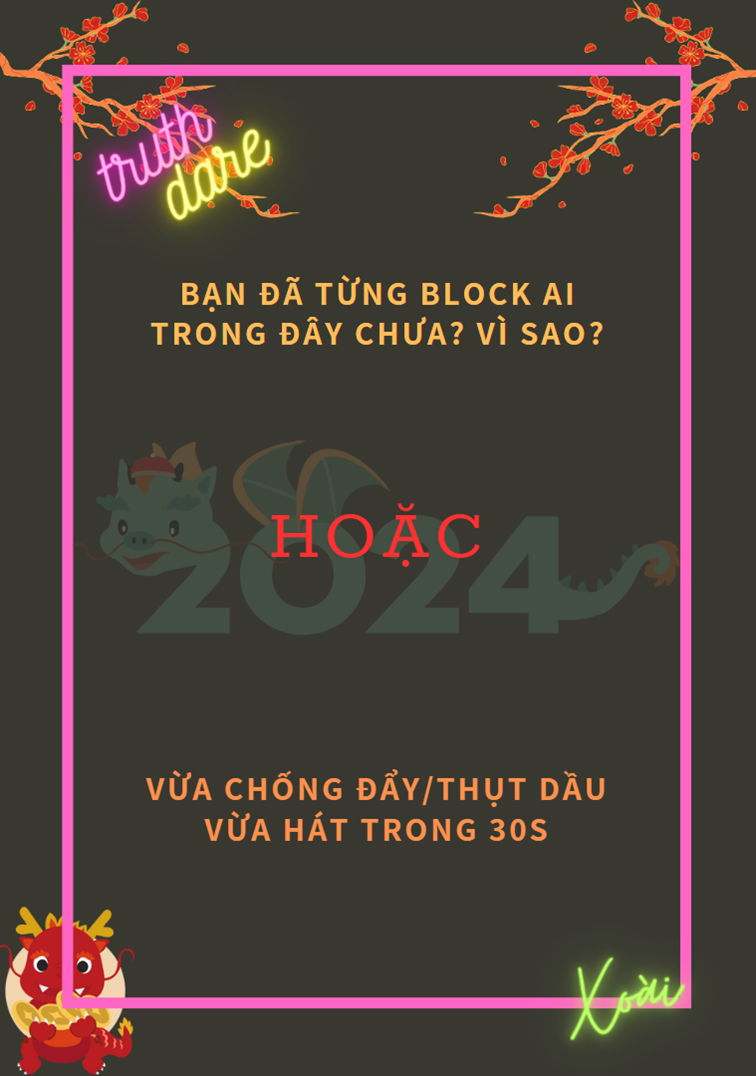 truth
dare
BẠN ĐÃ TỪNG BLOCK AI
TRONG ĐÂY CHƯA? VÌ SAO?
HOẶC
2024
VỪA CHỐNG ĐẨY/THỤT DẦU
VỪA HÁT TRONG 30S
Xoài